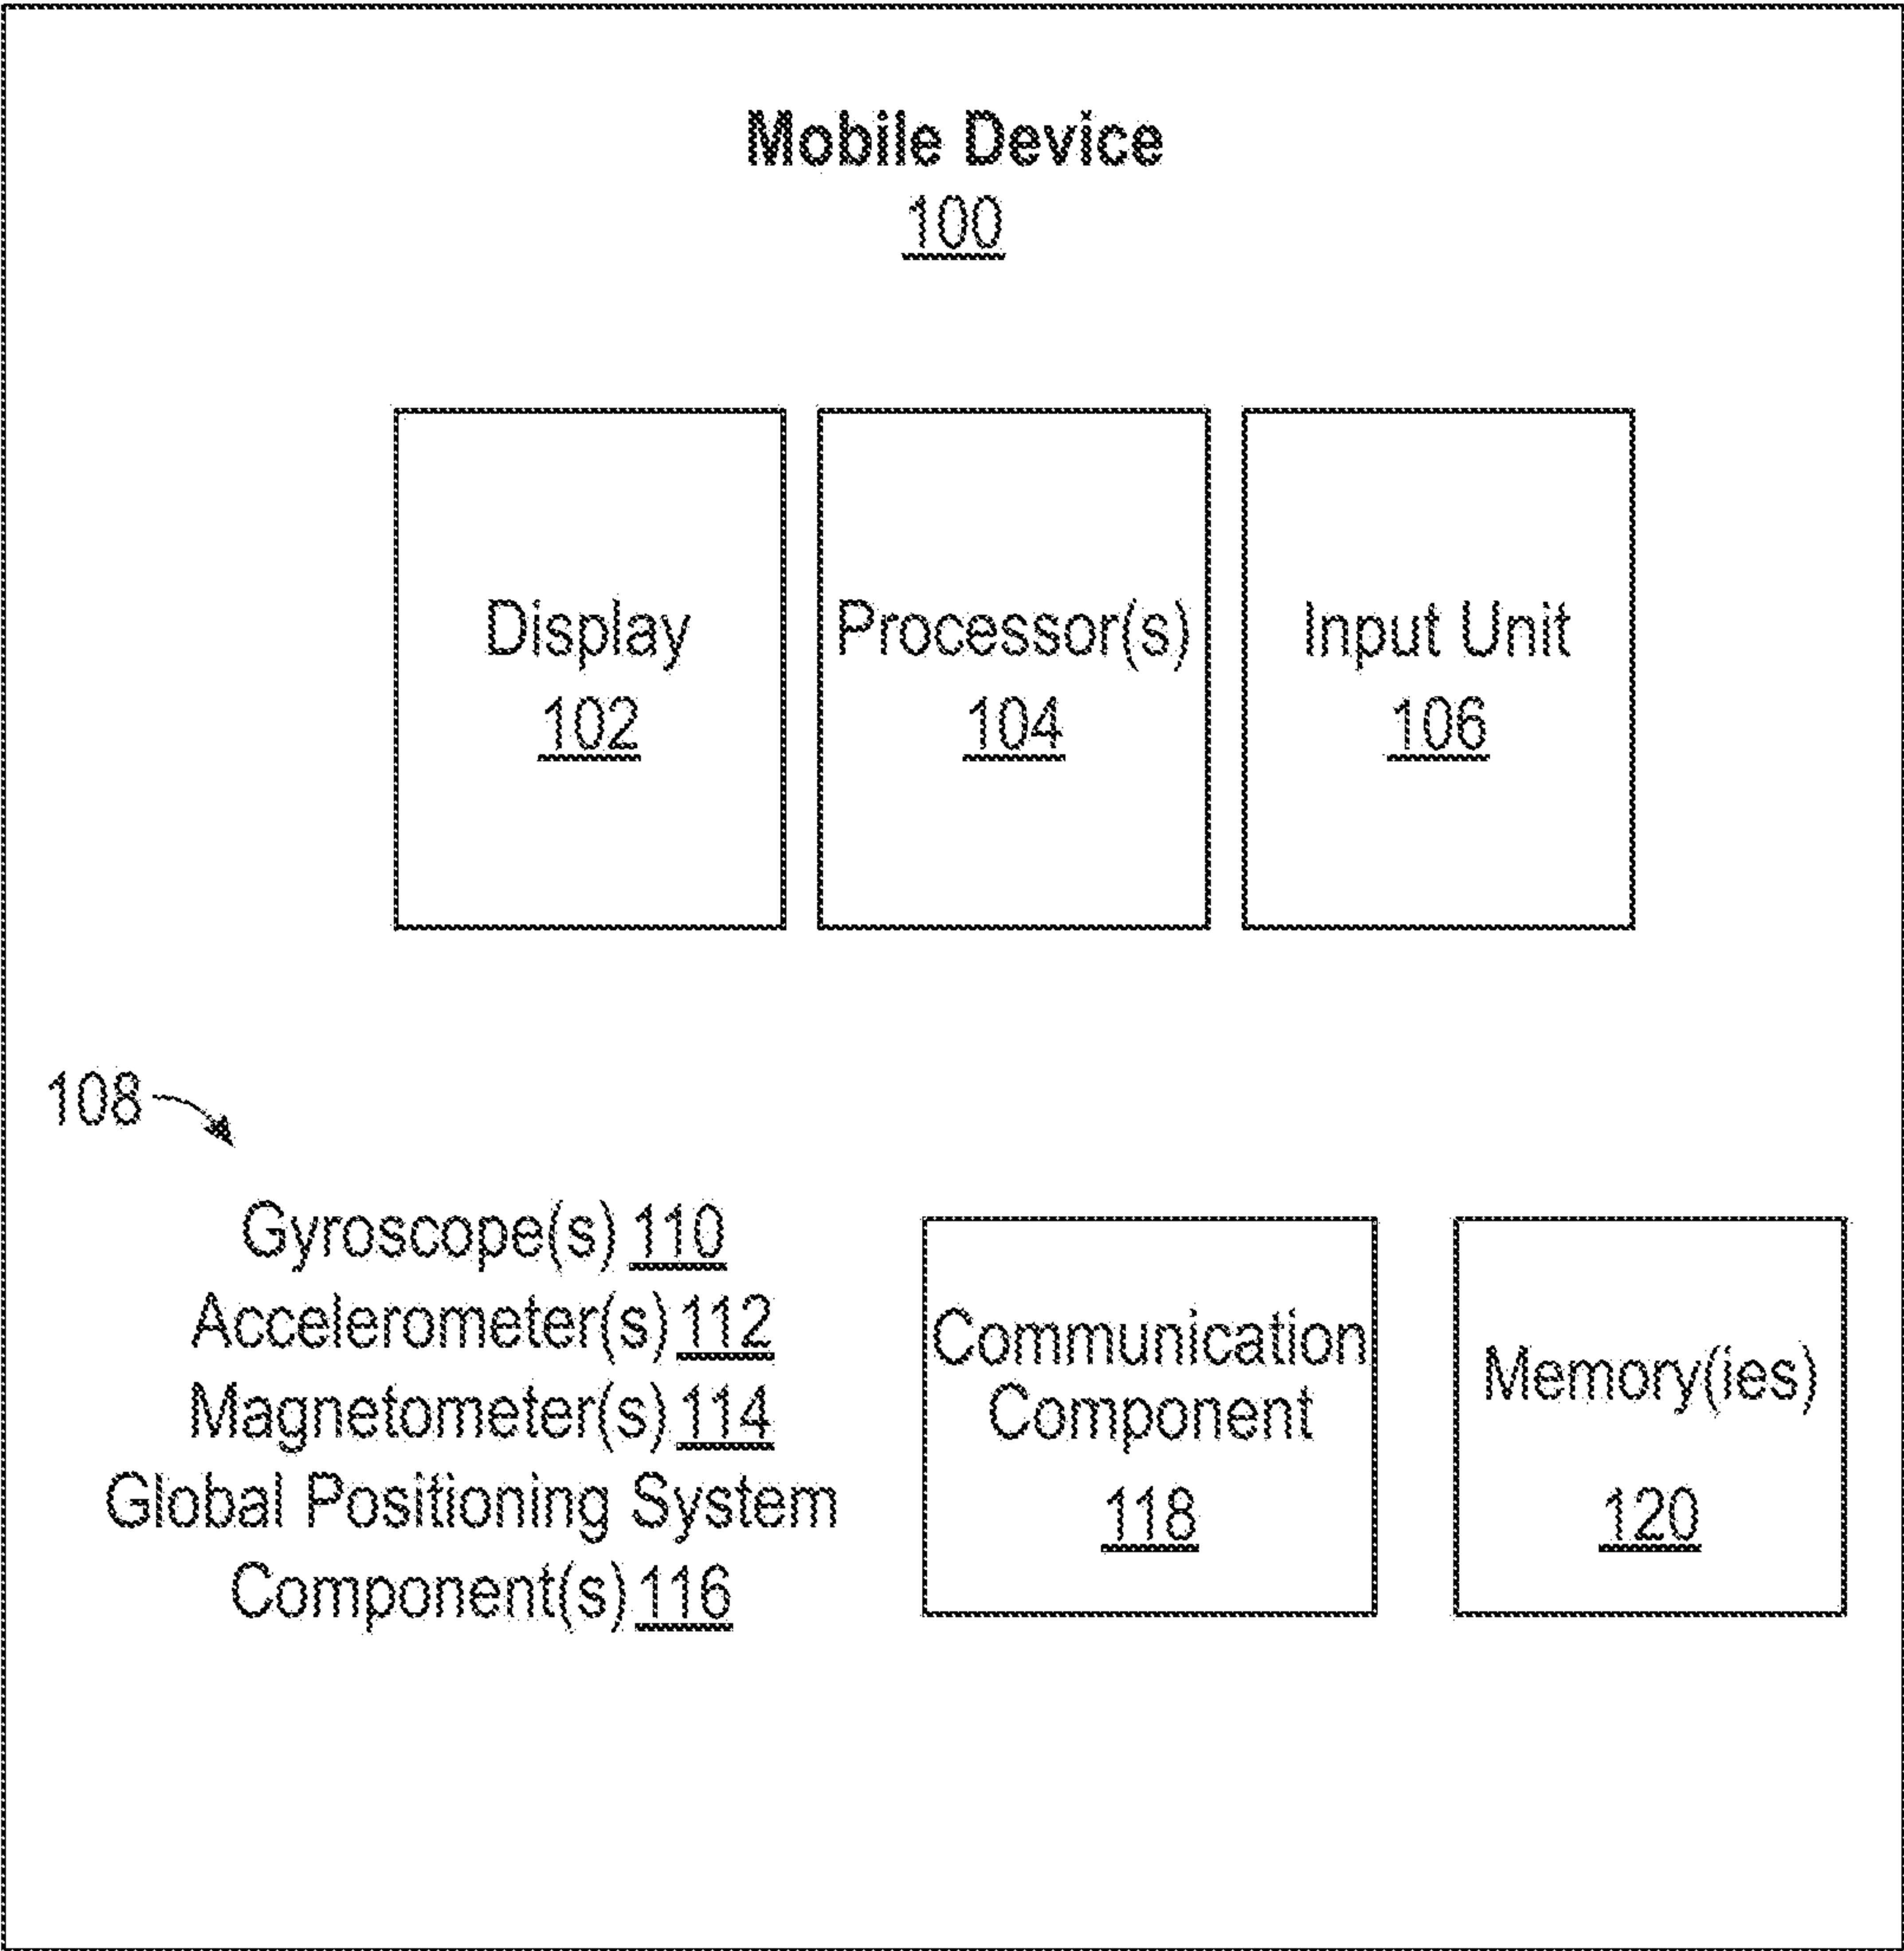 Mobile Device
100
Display
102
Processor(s)
104
Input Unit
106
108
Gyroscope(s) 110
Accelerometer(s) 112
Magnetometer(s) 114
Global Positioning System
Component(s) 116
Communication
Component
118
Memory(ies)
120